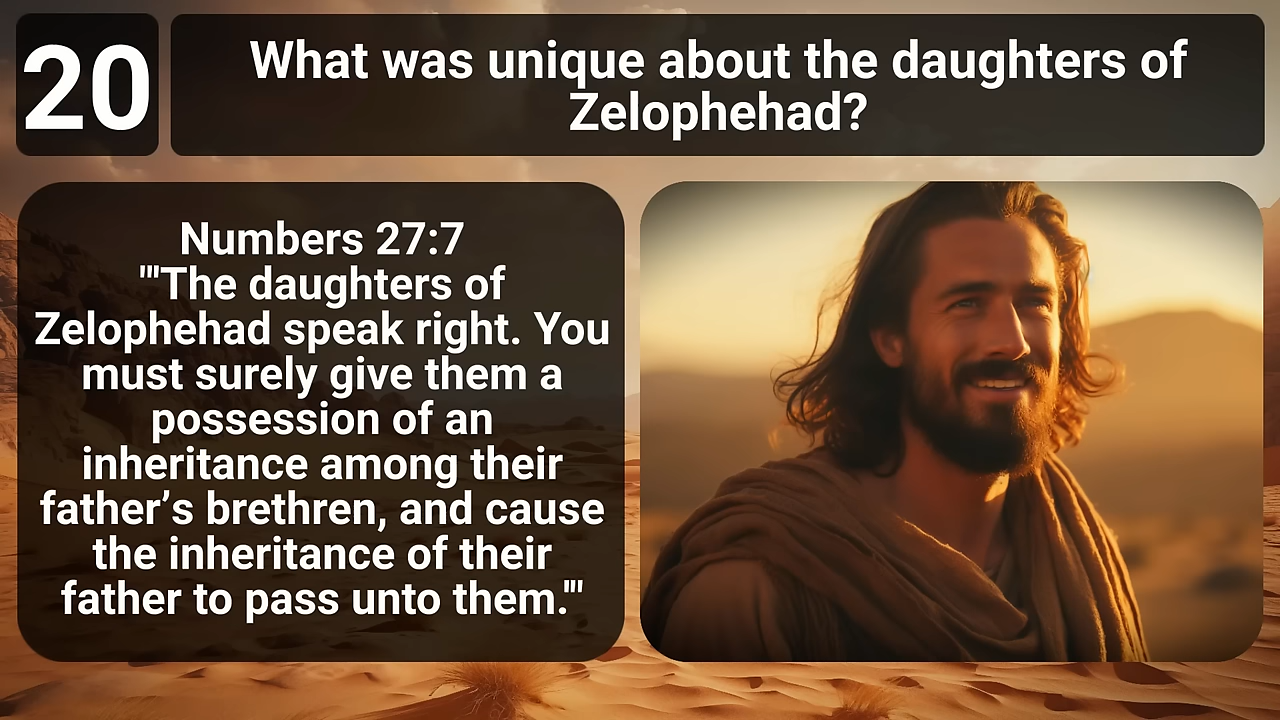 20
What was unique about the daughters of
Zelophehad?
Numbers 27:7
"'The daughters of
Zelophehad speak right. You
must surely give them a
possession of an
inheritance among their
father’s brethren, and cause
the inheritance of their
father to pass unto them.'"